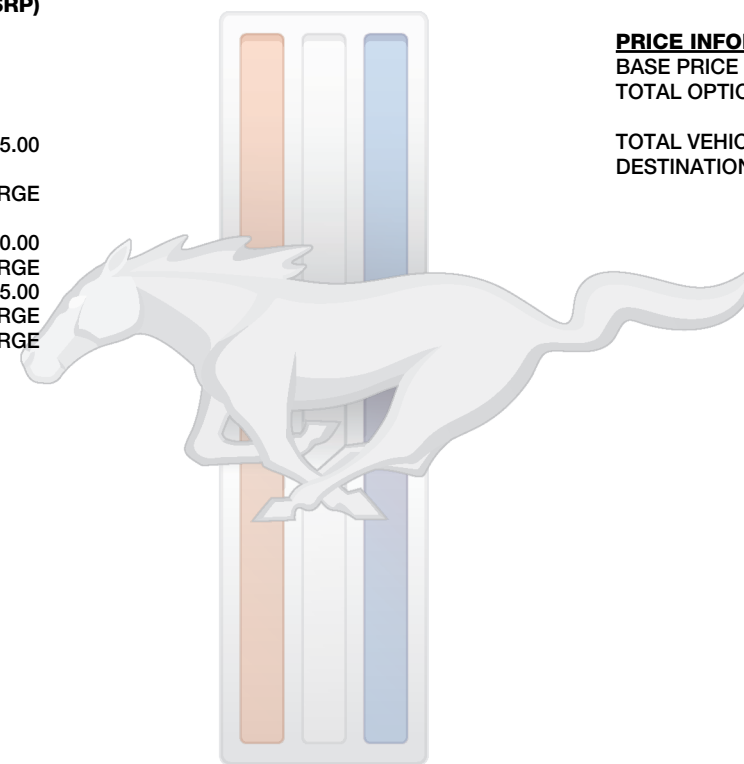 SRP)
5.00
RGE
0.00
RGE
5.00
RGE
RGE
PRICE INFO
BASE PRICE
TOTAL OPTIO
TOTAL VEHIC
DESTINATION